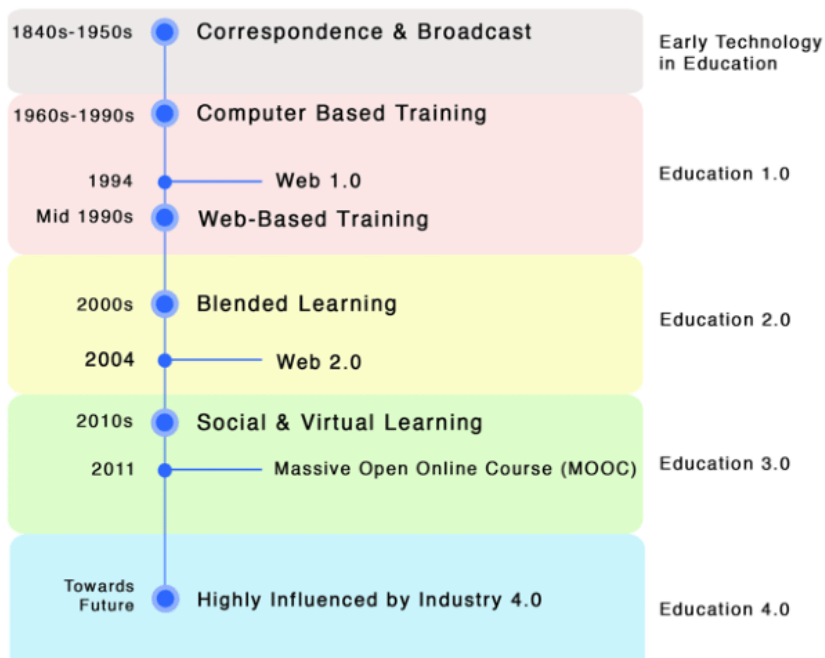 1840s-1950s
Correspondence & Broadcast
Early Technology
in Education
1960s-1990s
Computer Based Training
1994
Web 1.0
Education 1.0
Mid 1990s
Web-Based Training
2000s
Blended Learning
Education 2.0
2004
Web 2.0
2010s
Social & Virtual Learning
2011
Massive Open Online Course (MOOC)
Education 3.0
Towards
Future
Highly Influenced by Industry 4.0
Education 4.0